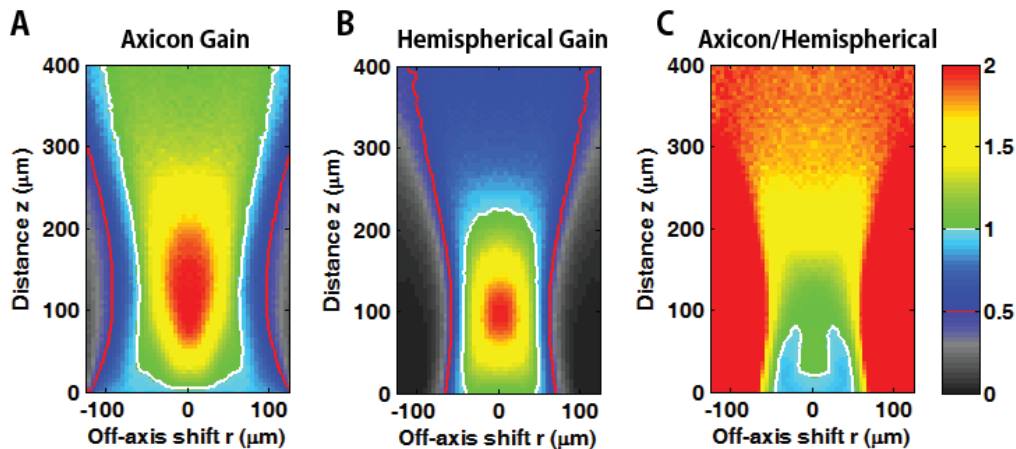 A
Axicon Gain
B
Hemispherical Gain
C
Axicon/Hemispherical
400
300
200
100
0
Distance z (μm)
-100 0 100
Off-axis shift r (μm)
400
300
200
100
0
Distance z (μm)
-100 0 100
Off-axis shift r (μm)
400
300
200
100
0
Distance z (μm)
-100 0 100
Off-axis shift r (μm)
2
1.5
1
0.5
0